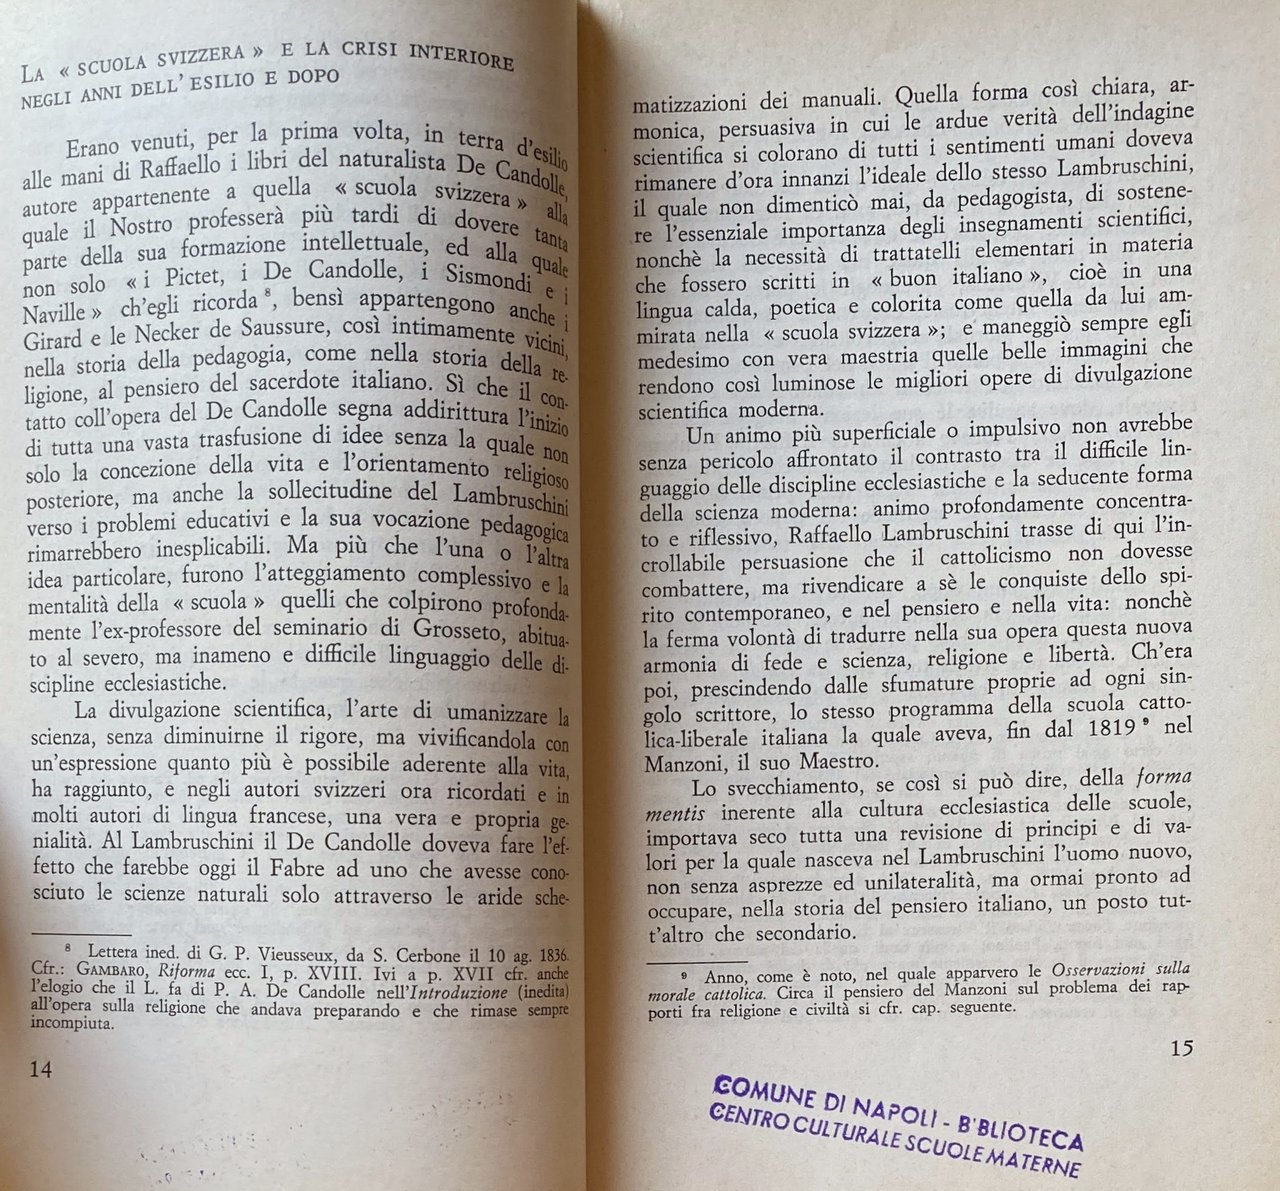 LA « SCUOLA SVIZZERA » E LA CRISI INTERIORE
NEGLI ANNI DELL'ESILIO E DOPO
Erano venuti, per la prima volta, in terra d'esilio
alle mani di Raffaello i libri del naturalista De Candolle,
autore appartenente a quella « scuola svizzera » alla
quale il Nostro professerà più tardi di dovere tanta
parte della sua formazione intellettuale, ed alla quale
non solo « i Pictet, i De Candolle, i Sismondi e i
Naville » ch'egli ricorda ⁸, bensì appartengono anche i
Girard e le Necker de Saussure, così intimamente vicini,
nella storia della pedagogia, come nella storia della re-
ligione, al pensiero del sacerdote italiano. Sì che il con-
tatto coll'opera del De Candolle segna addirittura l'inizio
di tutta una vasta trasfusione di idee senza la quale non
solo la concezione della vita e l'orientamento religioso
posteriore, ma anche la sollecitudine del Lambruschini
verso i problemi educativi e la sua vocazione pedagogica
rimarrebbero inesplicabili. Ma più che l'una o l'altra
idea particolare, furono l'atteggiamento complessivo e la
mentalità della « scuola » quelli che colpirono profonda-
mente l'ex-professore del seminario di Grosseto, abitua-
to al severo, ma inameno e difficile linguaggio delle di-
scipline ecclesiastiche.
La divulgazione scientifica, l'arte di umanizzare la
scienza, senza diminuirne il rigore, ma vivificandola con
un'espressione quanto più è possibile aderente alla vita,
ha raggiunto, e negli autori svizzeri ora ricordati e in
molti autori di lingua francese, una vera e propria ge-
nialità. Al Lambruschini il De Candolle doveva fare l'ef-
fetto che farebbe oggi il Fabre ad uno che avesse cono-
sciuto le scienze naturali solo attraverso le aride sche-
⁸ Lettera ined. di G. P. Vieusseux, da S. Cerbone il 10 ag. 1836.
Cfr.: GAMBARO, Riforma ecc. I, p. XVIII. Ivi a p. XVII cfr. anche
l'elogio che il L. fa di P. A. De Candolle nell'Introduzione (inedita)
all'opera sulla religione che andava preparando e che rimase sempre
incompiuta.
14
matizzazioni dei manuali. Quella forma così chiara, ar-
monica, persuasiva in cui le ardue verità dell'indagine
scientifica si colorano di tutti i sentimenti umani doveva
rimanere d'ora innanzi l'ideale dello stesso Lambruschini,
il quale non dimenticò mai, da pedagogista, di sostene-
re l'essenziale importanza degli insegnamenti scientifici,
nonchè la necessità di trattatelli elementari in materia
che fossero scritti in « buon italiano », cioè in una
lingua calda, poetica e colorita come quella da lui am-
mirata nella « scuola svizzera »; e maneggiò sempre egli
medesimo con vera maestria quelle belle immagini che
rendono così luminose le migliori opere di divulgazione
scientifica moderna.
Un animo più superficiale o impulsivo non avrebbe
senza pericolo affrontato il contrasto tra il difficile lin-
guaggio delle discipline ecclesiastiche e la seducente forma
della scienza moderna: animo profondamente concentra-
to e riflessivo, Raffaello Lambruschini trasse di qui l'in-
crollabile persuasione che il cattolicismo non dovesse
combattere, ma rivendicare a sè le conquiste dello spi-
rito contemporaneo, e nel pensiero e nella vita: nonchè
la ferma volontà di tradurre nella sua opera questa nuova
armonia di fede e scienza, religione e libertà. Ch'era
poi, prescindendo dalle sfumature proprie ad ogni sin-
golo scrittore, lo stesso programma della scuola catto-
lica-liberale italiana la quale aveva, fin dal 1819 ⁹ nel
Manzoni, il suo Maestro.
Lo svecchiamento, se così si può dire, della forma
mentis inerente alla cultura ecclesiastica delle scuole,
importava seco tutta una revisione di principi e di va-
lori per la quale nasceva nel Lambruschini l'uomo nuovo,
non senza asprezze ed unilateralità, ma ormai pronto ad
occupare, nella storia del pensiero italiano, un posto tut-
t'altro che secondario.
⁹ Anno, come è noto, nel quale apparvero le Osservazioni sulla
morale cattolica. Circa il pensiero del Manzoni sul problema dei rap-
porti fra religione e civiltà si cfr. cap. seguente.
15
COMUNE DI NAPOLI - B'BLIOTECA
CENTRO CULTURALE SCUOLE MATERNE